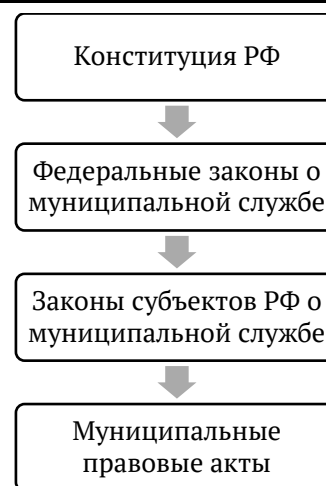 Конституция РФ
Федеральные законы о
муниципальной службе
Законы субъектов РФ о
муниципальной службе
Муниципальные
правовые акты